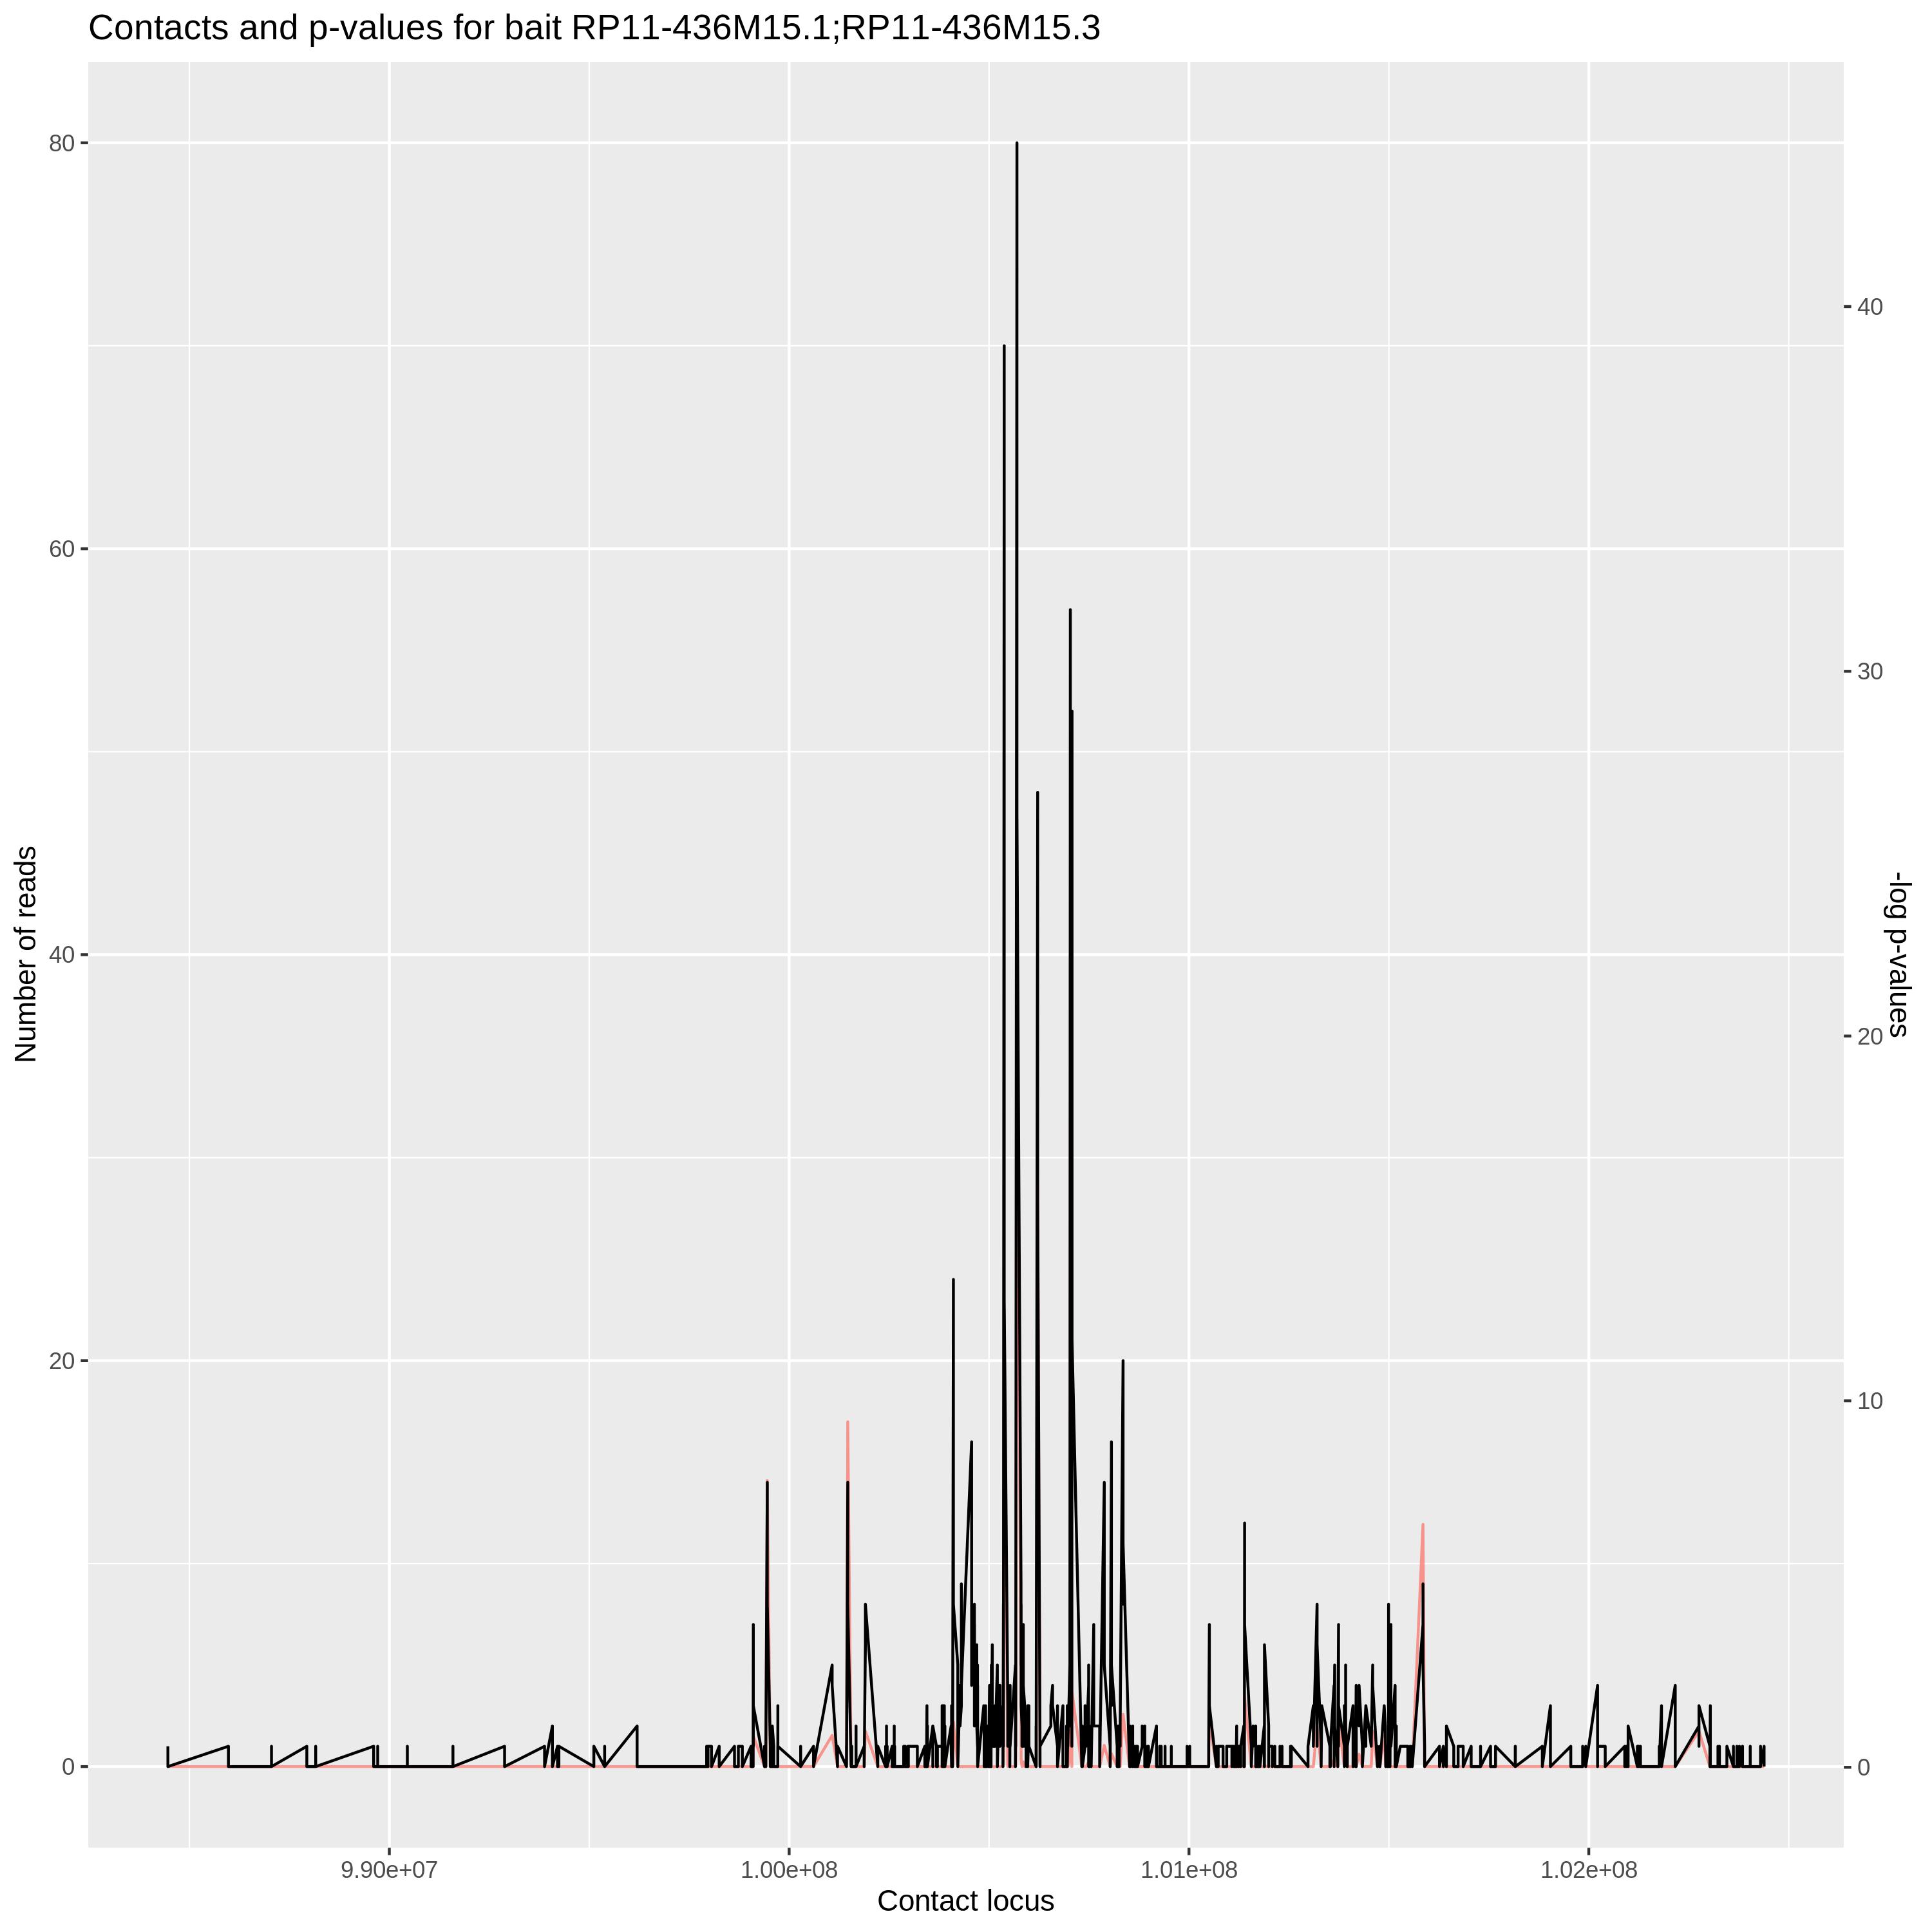 Contacts and p-values for bait RP11-436M15.1;RP11-436M15.3
80
60
40
20
0
Number of reads
40
30
20
10
0
-log p-values
9.90e+07
1.00e+08
1.01e+08
1.02e+08
Contact locus